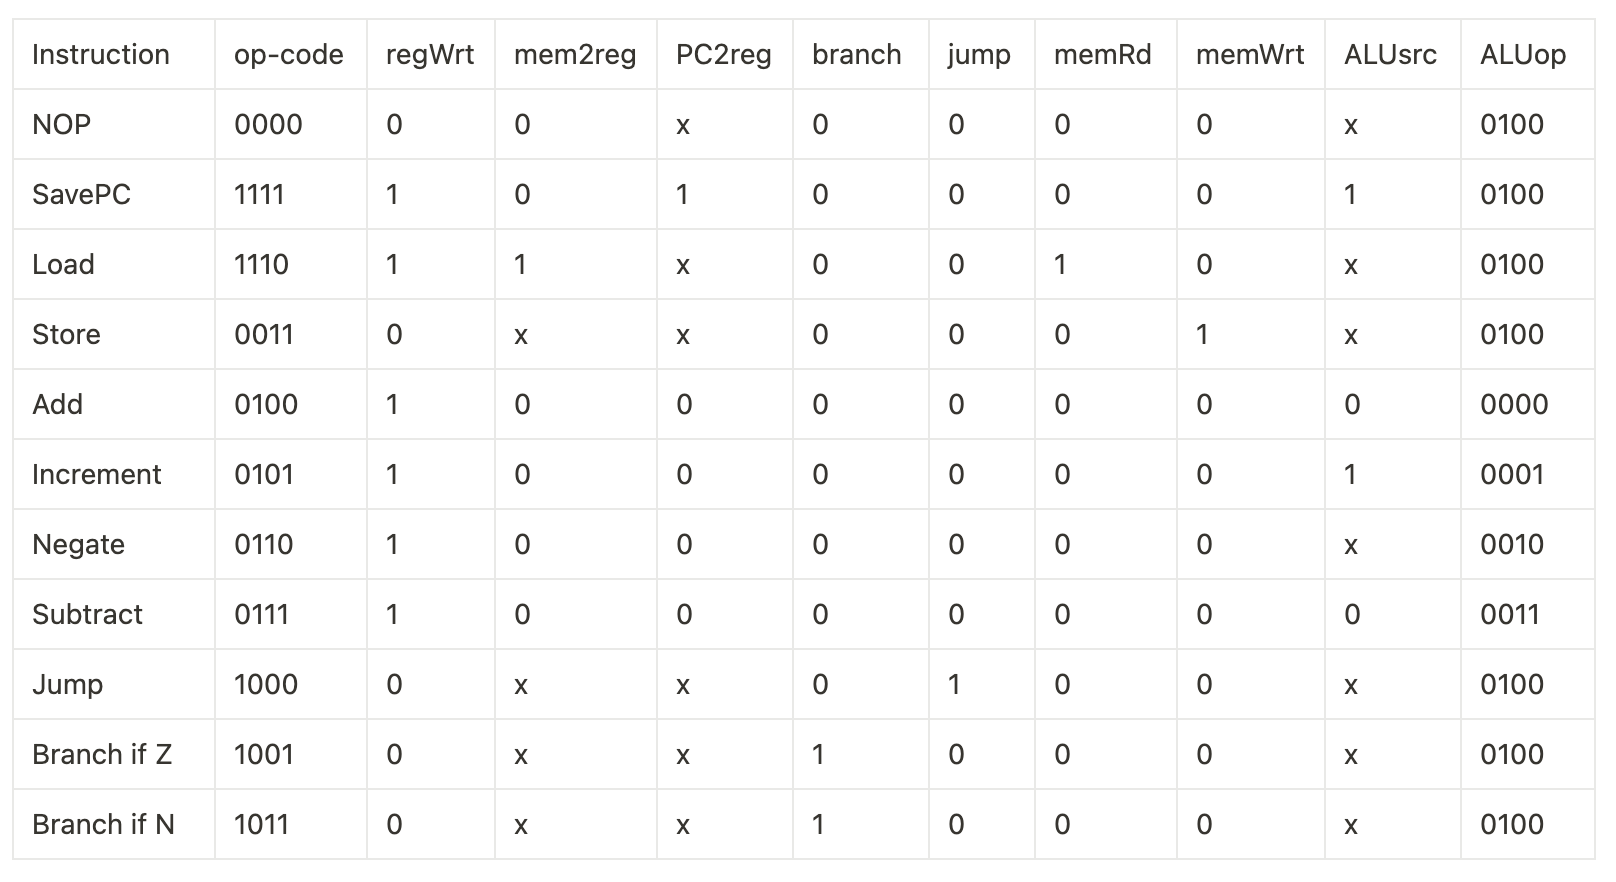 Instruction op-code regWrt mem2reg PC2reg branch jump memRd memWrt ALUsrc ALUop
NOP 0000 0 0 x 0 0 0 0 x 0100
SavePC 1111 1 0 1 0 0 0 0 1 0100
Load 1110 1 1 x 0 0 1 0 x 0100
Store 0011 0 x x 0 0 0 1 x 0100
Add 0100 1 0 0 0 0 0 0 0 0000
Increment 0101 1 0 0 0 0 0 0 1 0001
Negate 0110 1 0 0 0 0 0 0 x 0010
Subtract 0111 1 0 0 0 0 0 0 0 0011
Jump 1000 0 x x 0 1 0 0 x 0100
Branch if Z 1001 0 x x 1 0 0 0 x 0100
Branch if N 1011 0 x x 1 0 0 0 x 0100